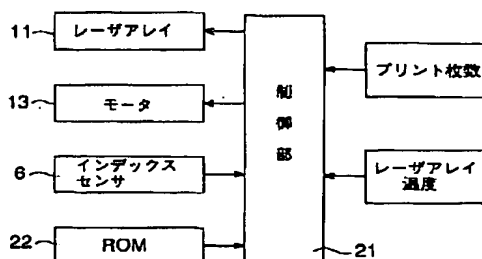 11
レーザアレイ
13
モータ
6
インデックス
センサ
22
ROM
制
御
部
21
プリント枚数
レーザアレイ
温度